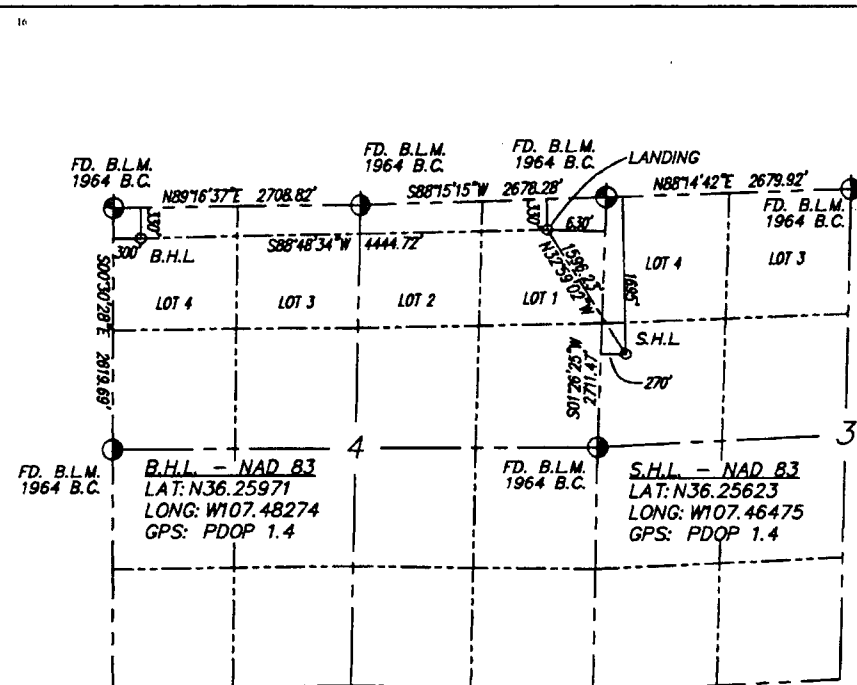 16
FD. B.L.M.
1964 B.C.
FD. B.L.M.
1964 B.C.
FD. B.L.M.
1964 B.C.
LANDING
N89°16'37"E 2708.82'
S88°15'15"W 2678.28'
N88°14'42"E 2679.92'
FD. B.L.M.
1964 B.C.
330'
300'
B.H.L.
S88°48'34"W 4444.72'
330'
630'
1596.23'
N32°59'02"W
1695'
LOT 4
LOT 3
LOT 2
LOT 1
LOT 4
LOT 3
S.H.L.
270'
S00°30'28"E 2619.69'
S01°26'25"W
2711.47'
4
3
FD. B.L.M.
1964 B.C.
B.H.L. - NAD 83
LAT: N36.25971
LONG: W107.48274
GPS: PDOP 1.4
FD. B.L.M.
1964 B.C.
S.H.L. - NAD 83
LAT: N36.25623
LONG: W107.46475
GPS: PDOP 1.4